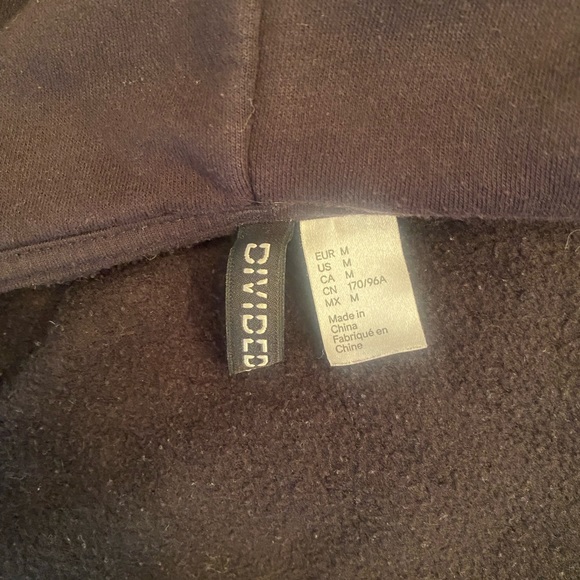 DIVIDED
EUR M
US M
CA M
CN 170/96A
MX M
Made in
China
Fabriqué en
Chine